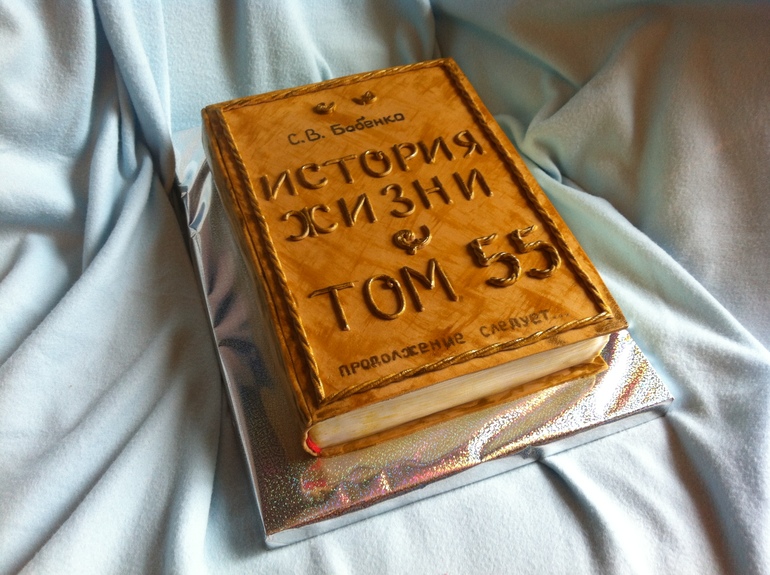 С.В. Бабенко
ИСТОРИЯ
ЖИЗНИ
ТОМ 55
ПРОДОЛЖЕНИЕ СЛЕДУЕТ...